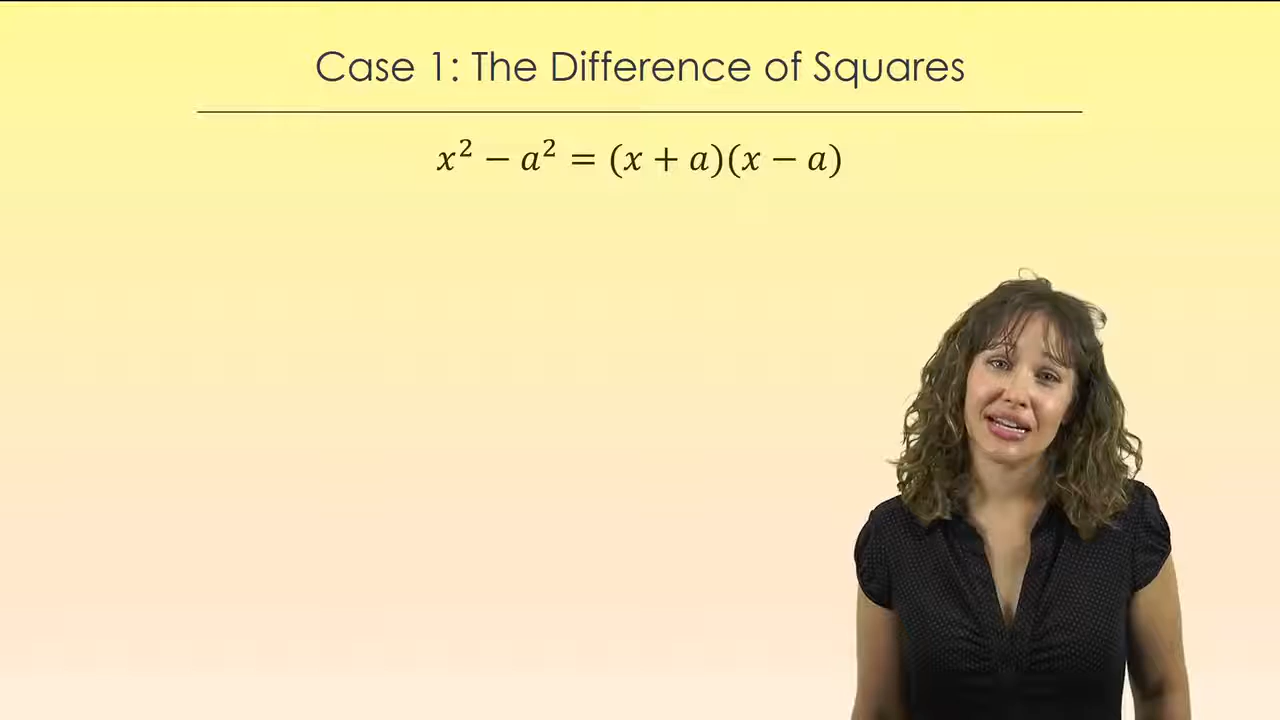 Case 1: The Difference of Squares
x² − a² = (x + a)(x − a)